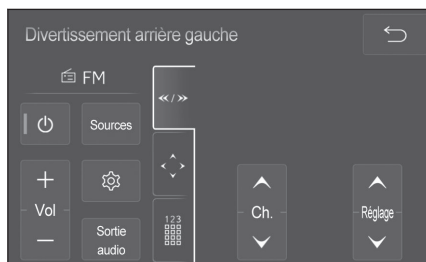 Divertissement arrière gauche
FM
Sources
Vol
Sortie
audio
123
Ch.
Réglage